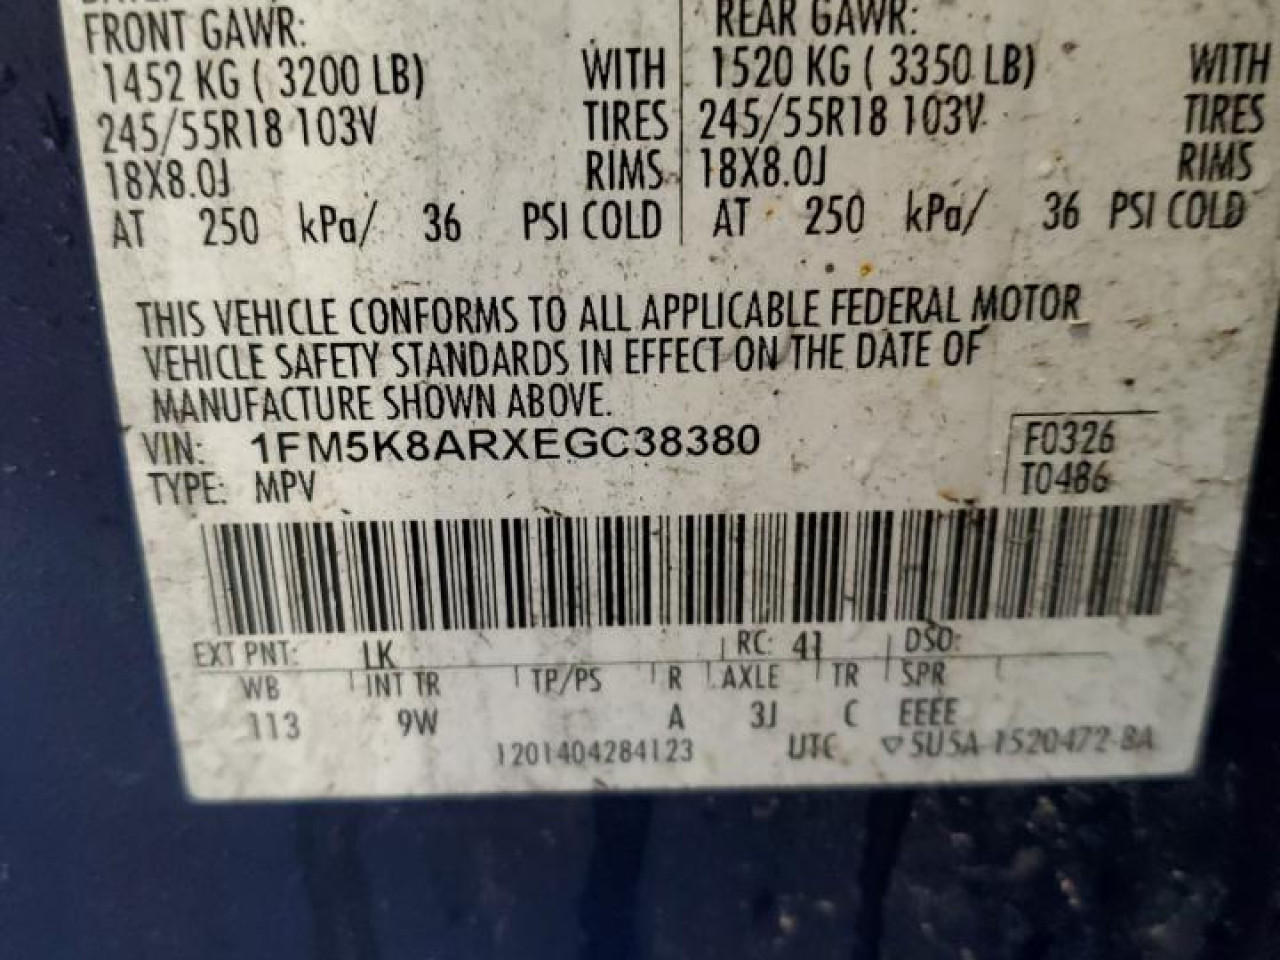 FRONT GAWR: REAR GAWR:
1452 KG ( 3200 LB) WITH 1520 KG ( 3350 LB) WITH
245/55R18 103V TIRES 245/55R18 103V TIRES
18X8.0J RIMS 18X8.0J RIMS
AT 250 kPa/ 36 PSI COLD AT 250 kPa/ 36 PSI COLD
THIS VEHICLE CONFORMS TO ALL APPLICABLE FEDERAL MOTOR
VEHICLE SAFETY STANDARDS IN EFFECT ON THE DATE OF
MANUFACTURE SHOWN ABOVE.
VIN: 1FM5K8ARXEGC38380 F0326
TYPE: MPV T0486
EXT PNT: LK RC: 41 DSO:
WB INT TR TP/PS R AXLE TR SPR
113 9W A 3J C EEEE
1201404284123 UTC ▽5U5A-1520472-BA